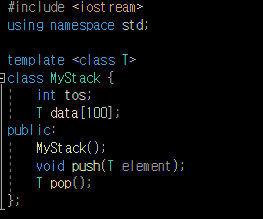 #include <iostream>
using namespace std;
template <class T>
class MyStack {
int tos;
T data[100];
public:
MyStack();
void push(T element);
T pop();
};